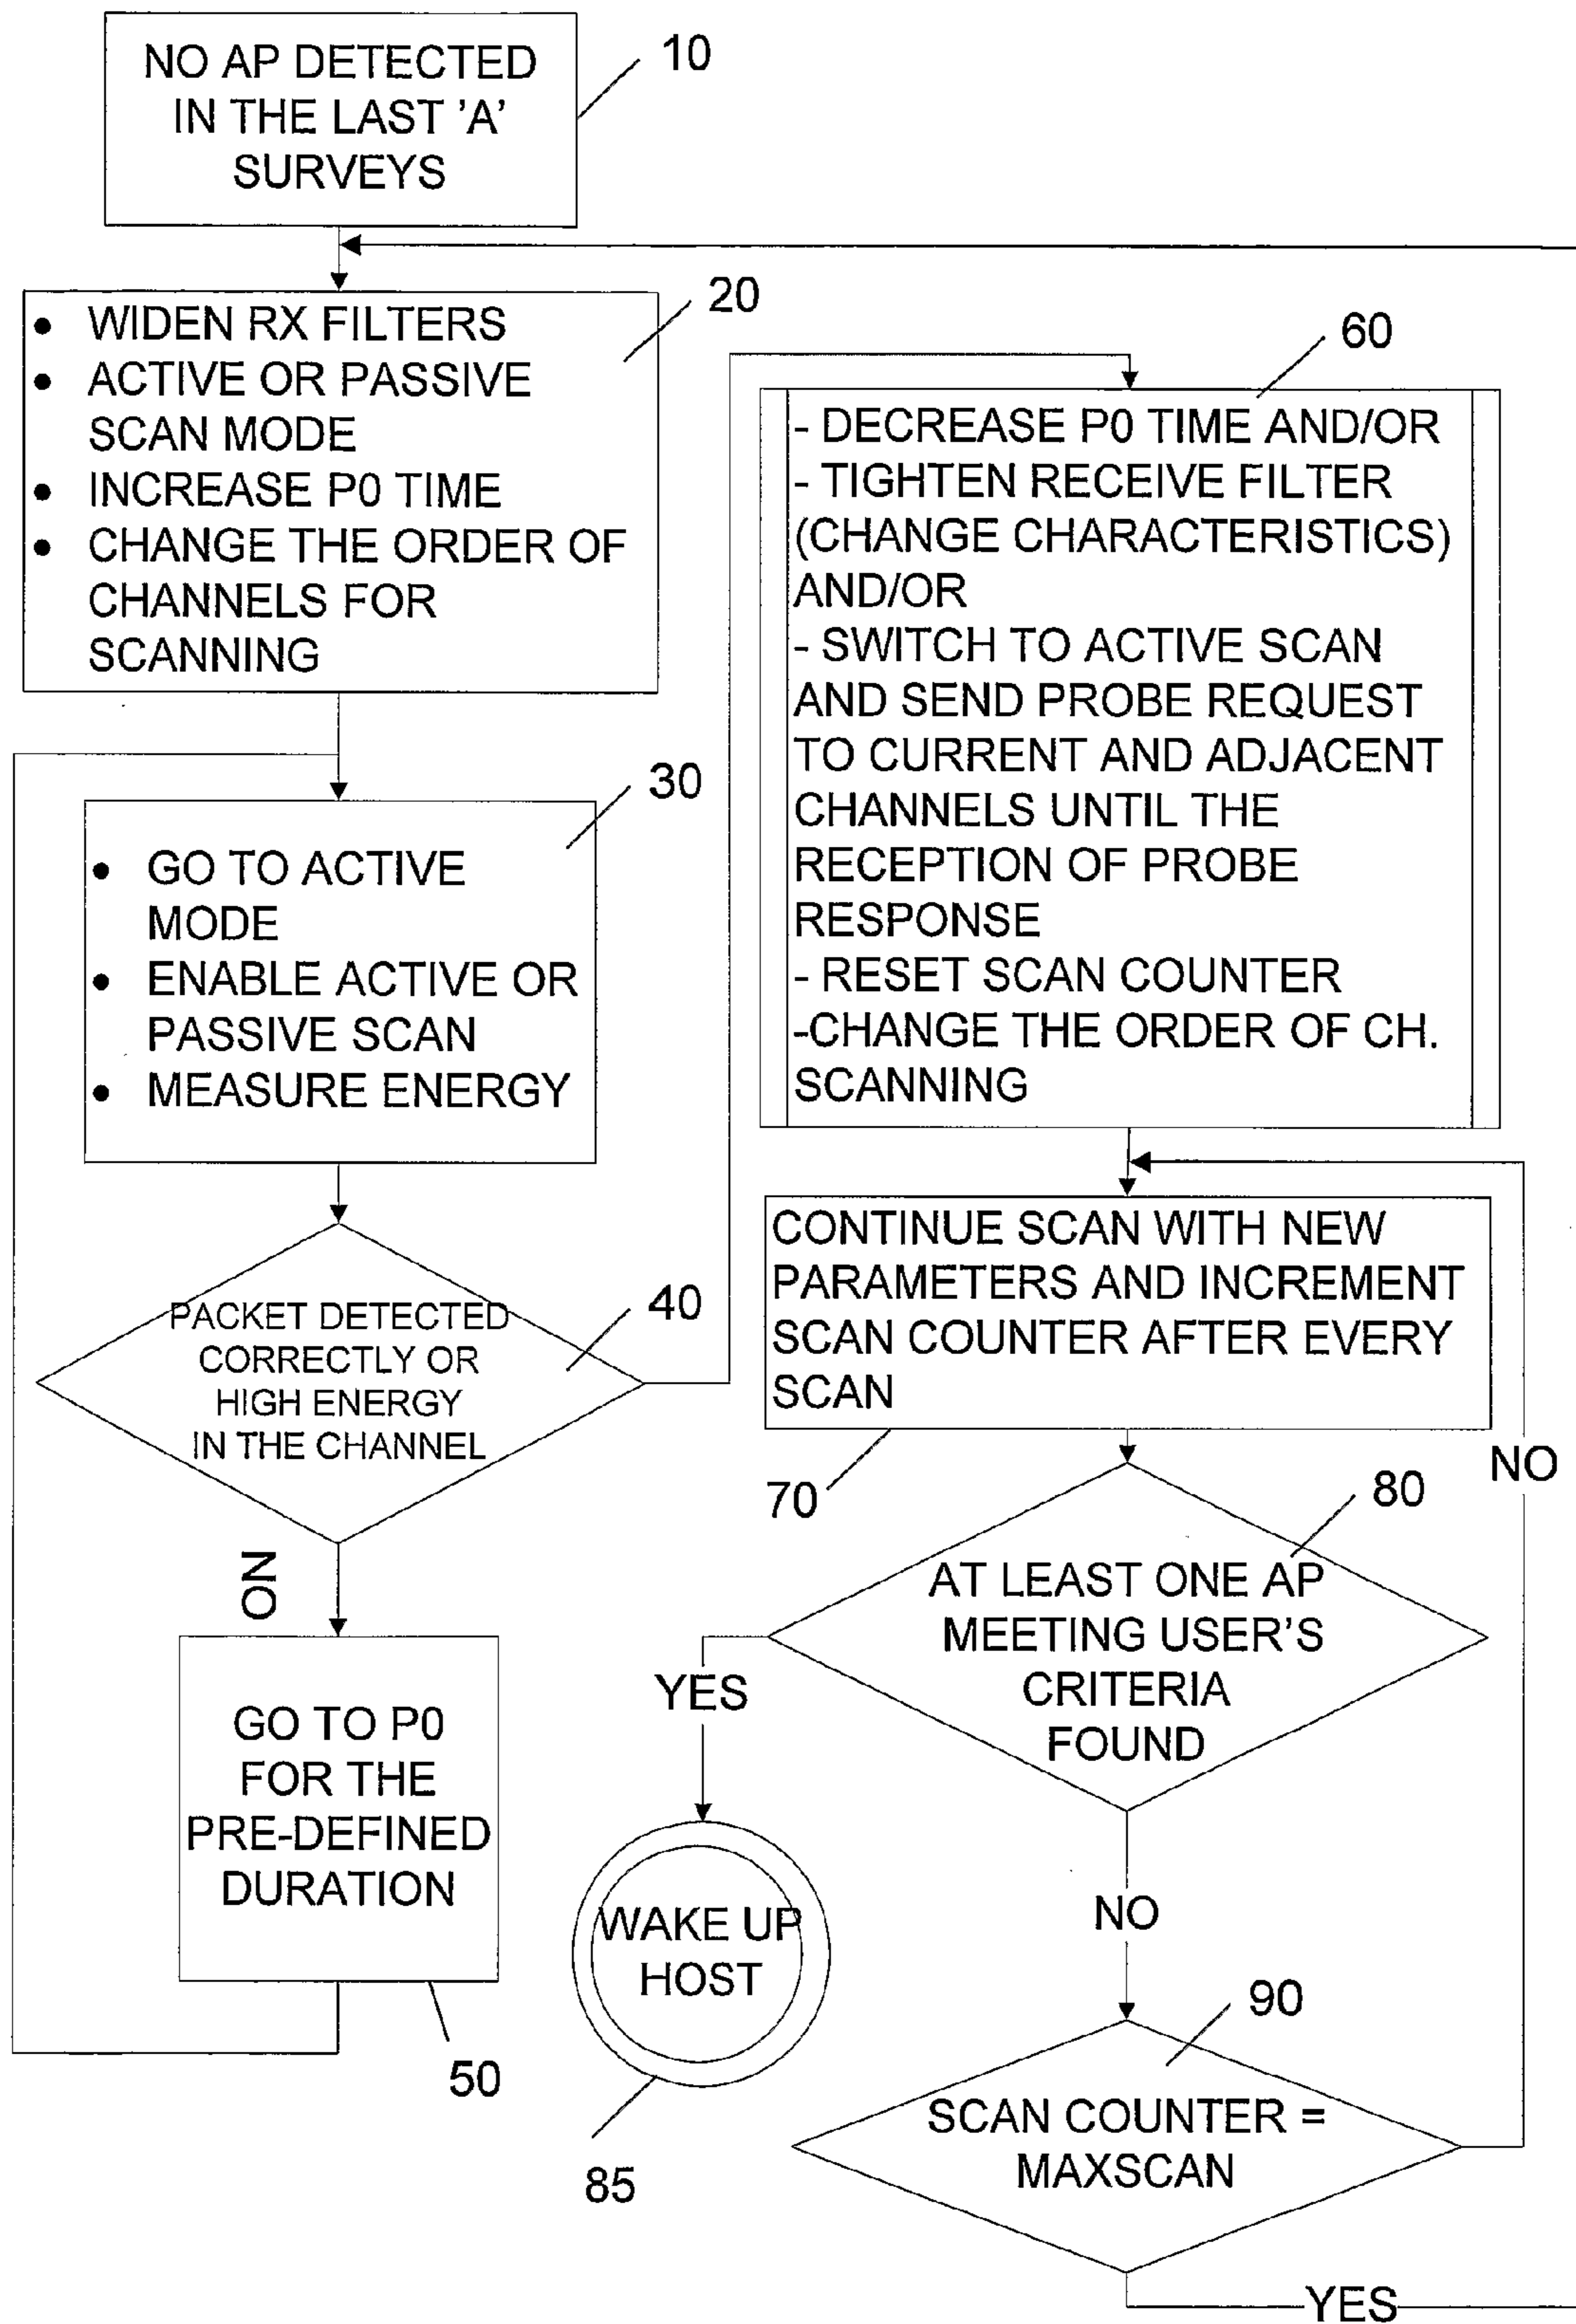 NO AP DETECTED
IN THE LAST 'A'
SURVEYS
10
• WIDEN RX FILTERS
• ACTIVE OR PASSIVE
SCAN MODE
• INCREASE P0 TIME
• CHANGE THE ORDER OF
CHANNELS FOR
SCANNING
20
• GO TO ACTIVE
MODE
• ENABLE ACTIVE OR
PASSIVE SCAN
• MEASURE ENERGY
30
PACKET DETECTED
CORRECTLY OR
HIGH ENERGY
IN THE CHANNEL
40
NO
GO TO P0
FOR THE
PRE-DEFINED
DURATION
50
60
- DECREASE P0 TIME AND/OR
- TIGHTEN RECEIVE FILTER
(CHANGE CHARACTERISTICS)
AND/OR
- SWITCH TO ACTIVE SCAN
AND SEND PROBE REQUEST
TO CURRENT AND ADJACENT
CHANNELS UNTIL THE
RECEPTION OF PROBE
RESPONSE
- RESET SCAN COUNTER
-CHANGE THE ORDER OF CH.
SCANNING
CONTINUE SCAN WITH NEW
PARAMETERS AND INCREMENT
SCAN COUNTER AFTER EVERY
SCAN
70
NO
80
AT LEAST ONE AP
MEETING USER'S
CRITERIA
FOUND
YES
WAKE UP
HOST
85
NO
90
SCAN COUNTER =
MAXSCAN
YES